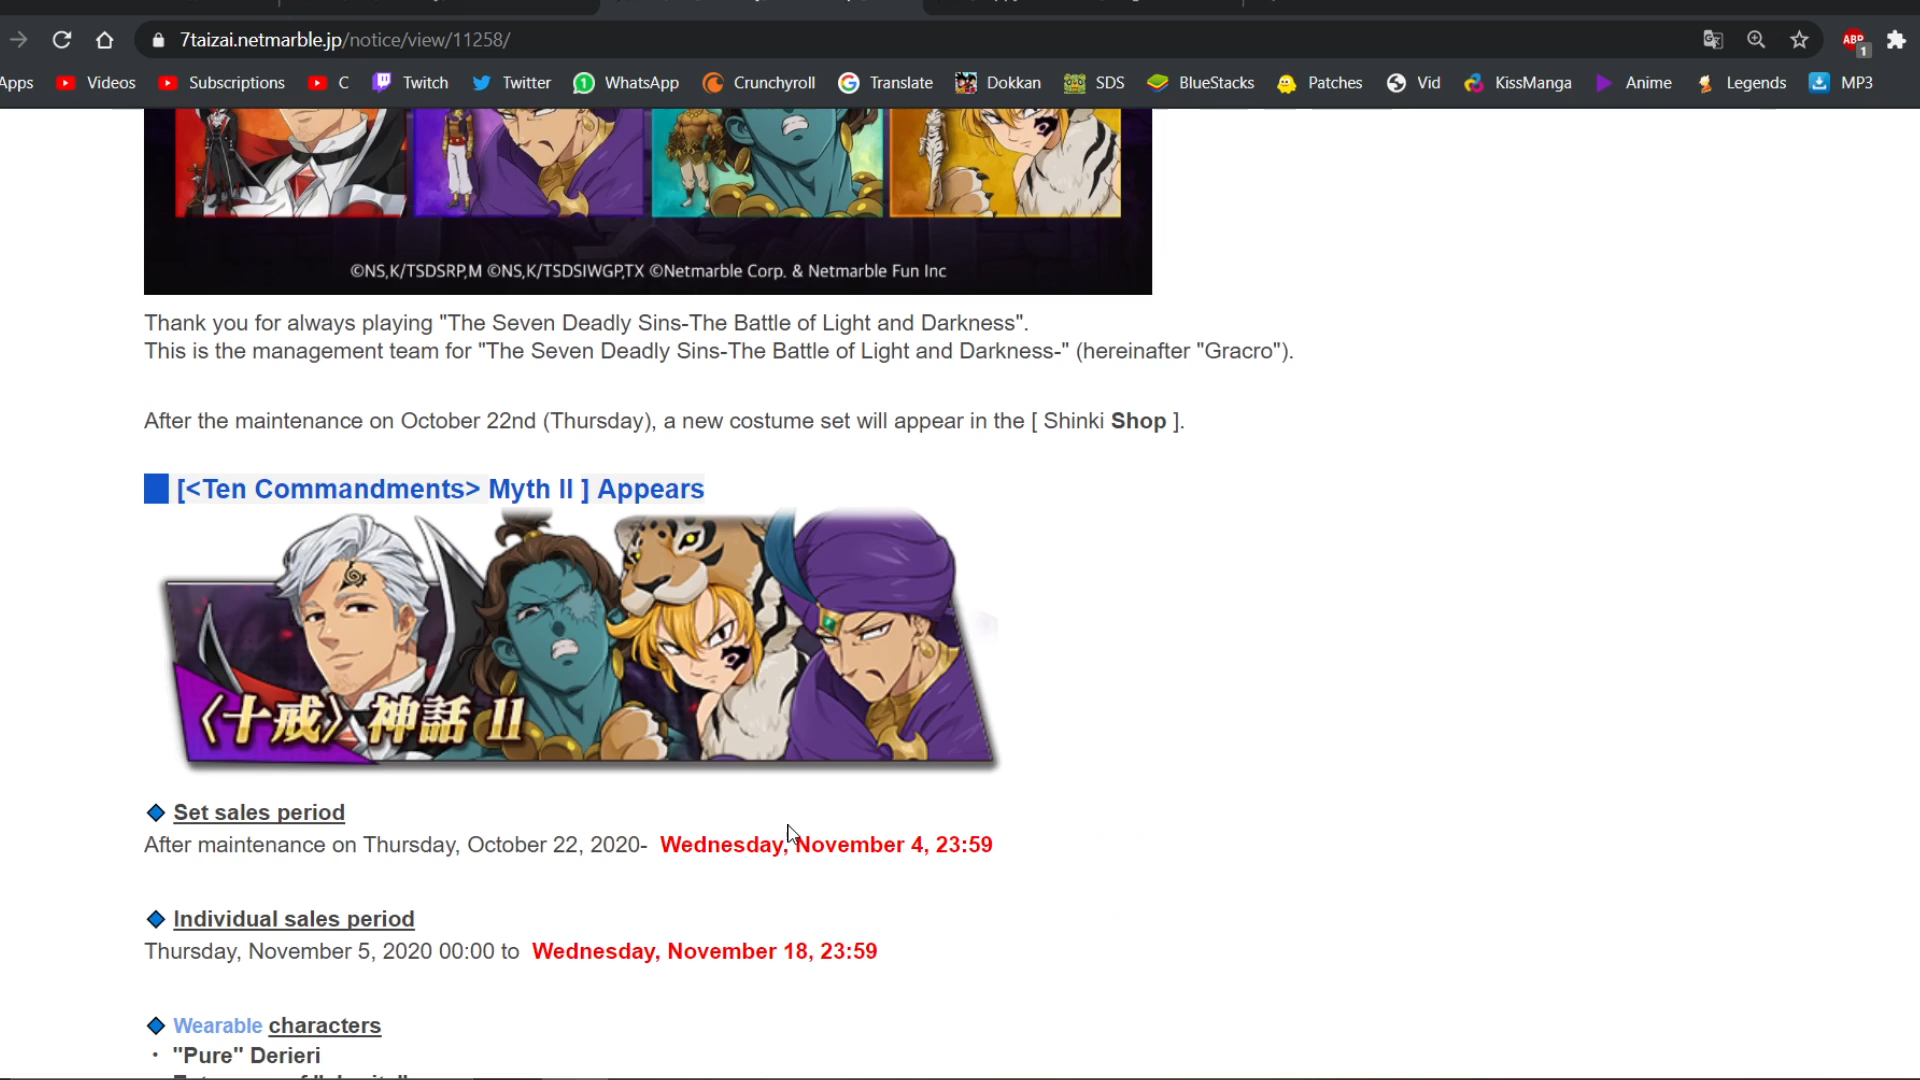 7taizai.netmarble.jp/notice/view/11258/
ABP
1
Apps Videos Subscriptions C Twitch Twitter WhatsApp Crunchyroll Translate Dokkan SDS BlueStacks Patches Vid KissManga Anime Legends MP3
©NS,K/TSDSRP,M ©NS,K/TSDSIWGP,TX ©Netmarble Corp. & Netmarble Fun Inc
Thank you for always playing "The Seven Deadly Sins-The Battle of Light and Darkness".
This is the management team for "The Seven Deadly Sins-The Battle of Light and Darkness-" (hereinafter "Gracro").
After the maintenance on October 22nd (Thursday), a new costume set will appear in the [ Shinki Shop ].
[<Ten Commandments> Myth II ] Appears
〈十戒〉神話 II
Set sales period
After maintenance on Thursday, October 22, 2020- Wednesday, November 4, 23:59
Individual sales period
Thursday, November 5, 2020 00:00 to Wednesday, November 18, 23:59
Wearable characters
・ "Pure" Derieri